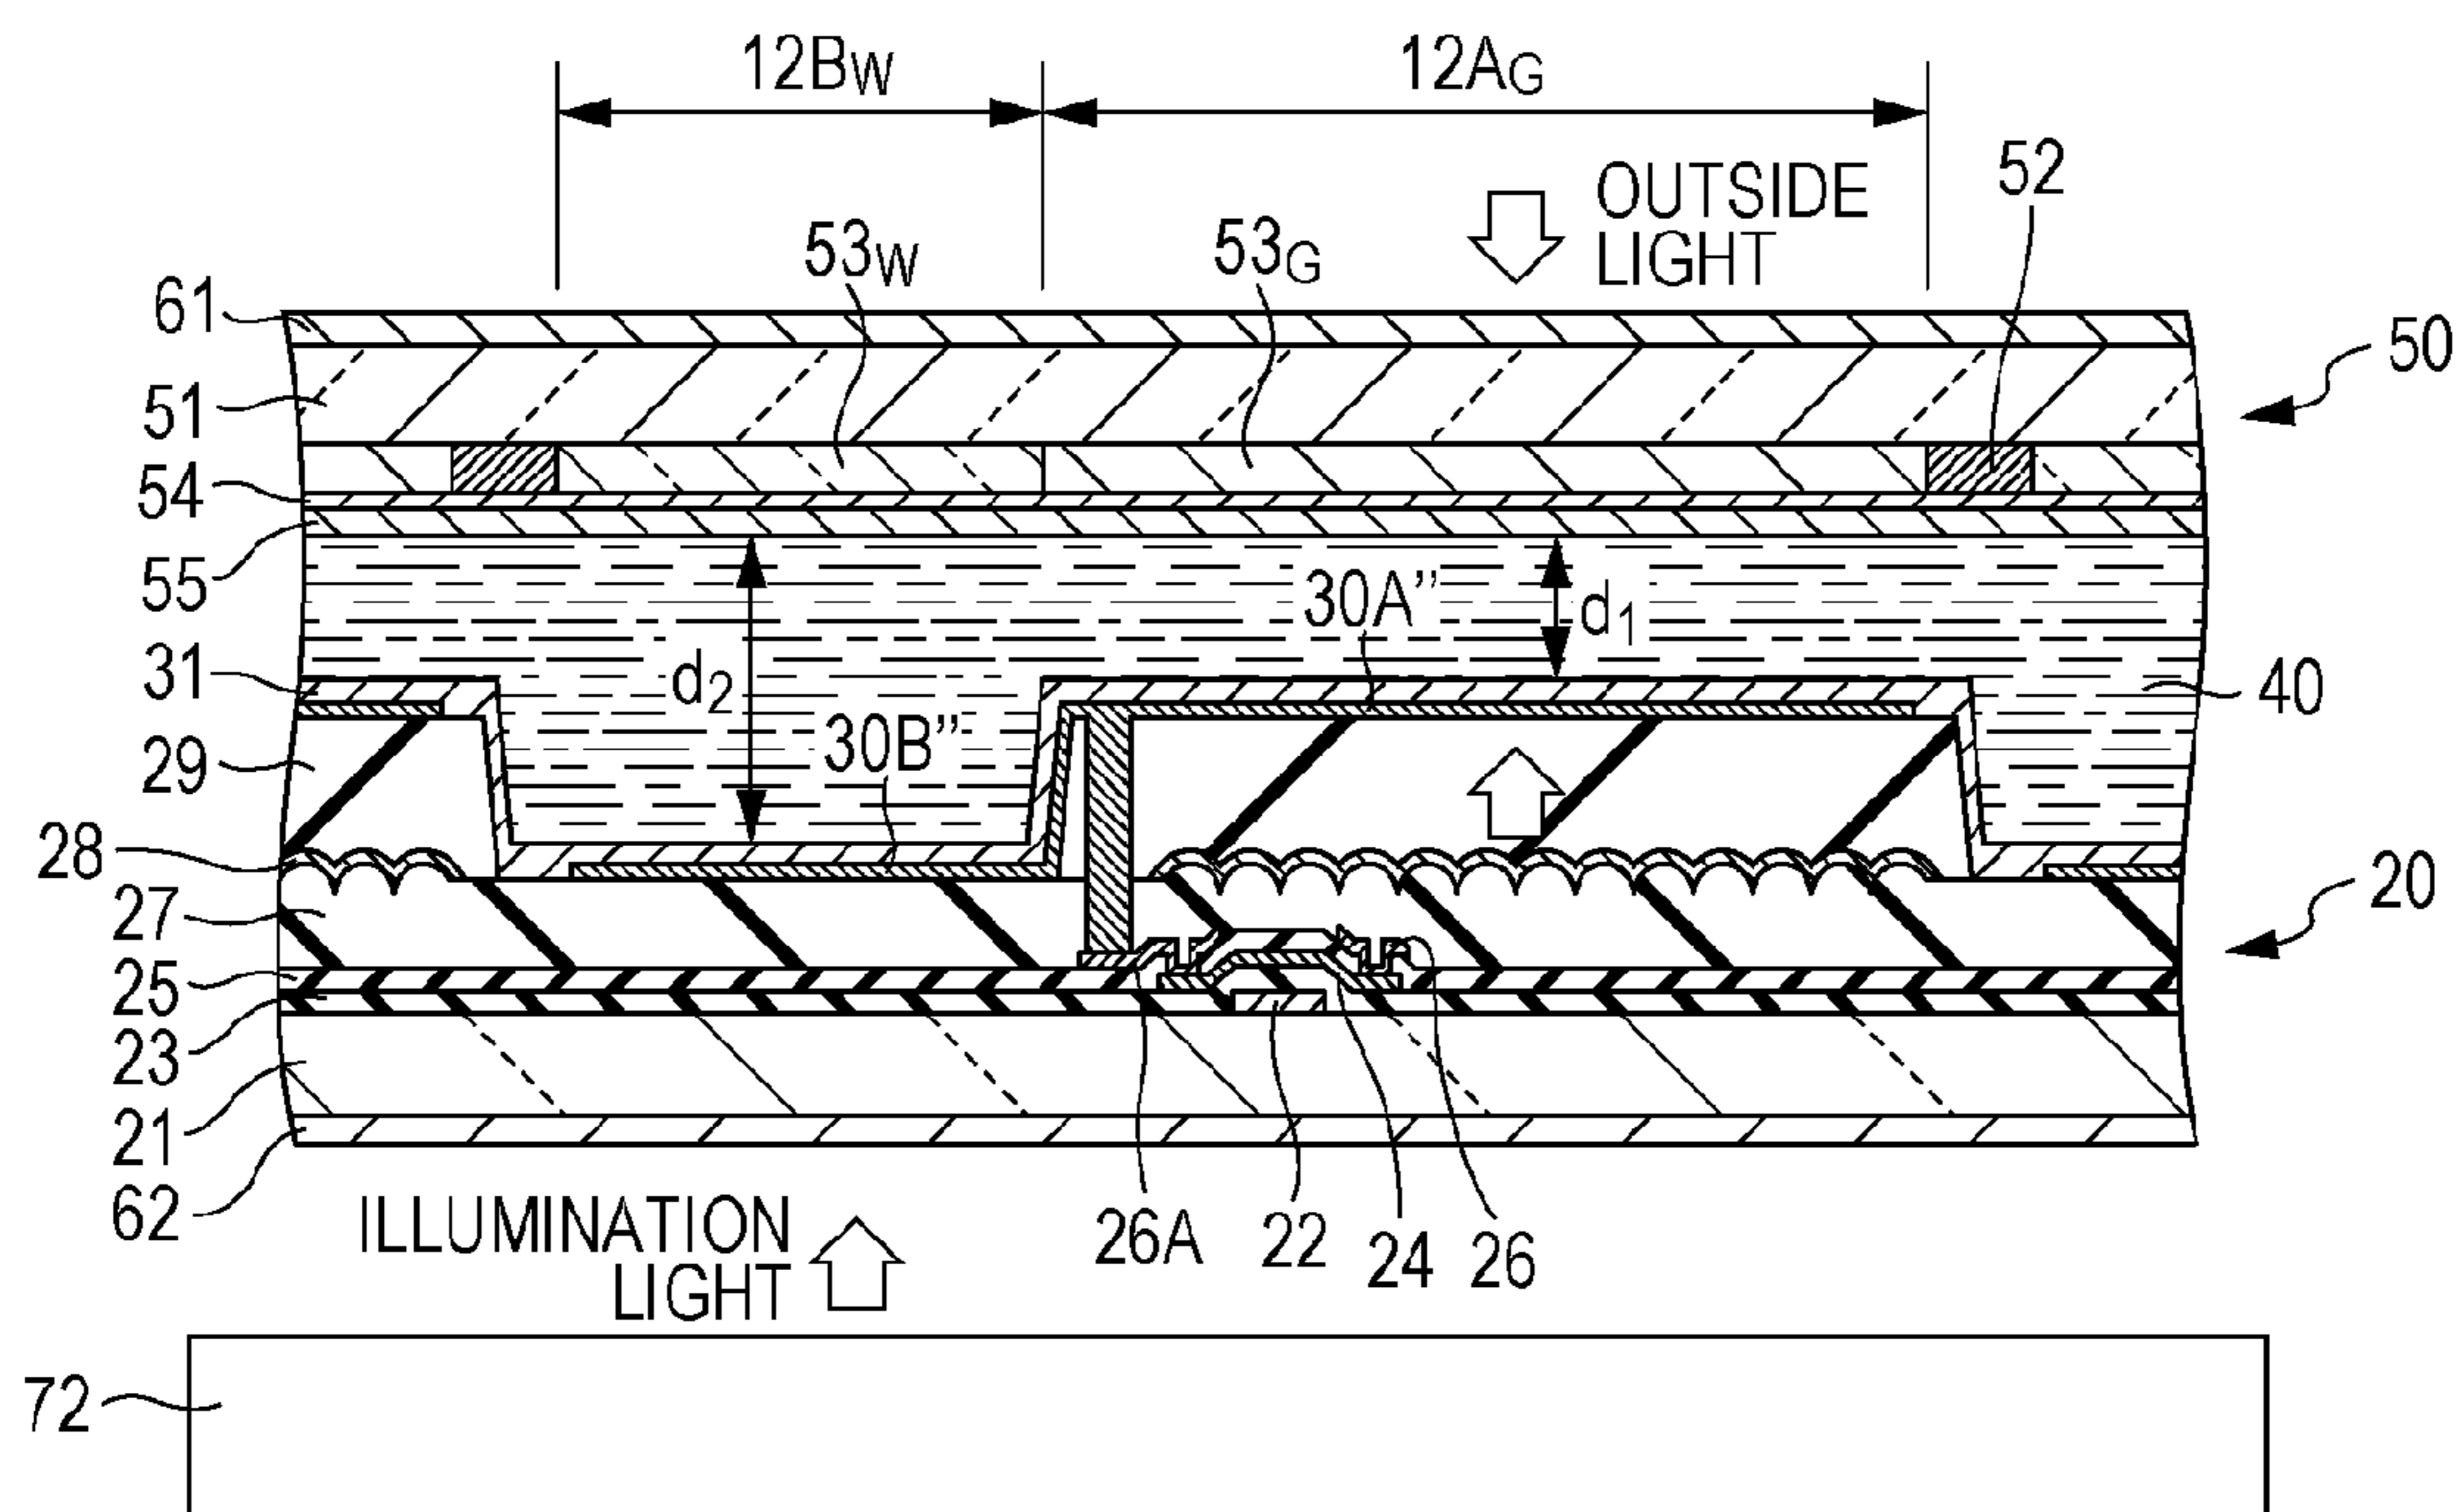 12BW 12AG
OUTSIDE
LIGHT
52
53W 53G
61
50
51
54
55
30A” d1
31
d2
40
29
30B”
28
20
27
25
23
21
62
ILLUMINATION
LIGHT
26A 22 24 26
72